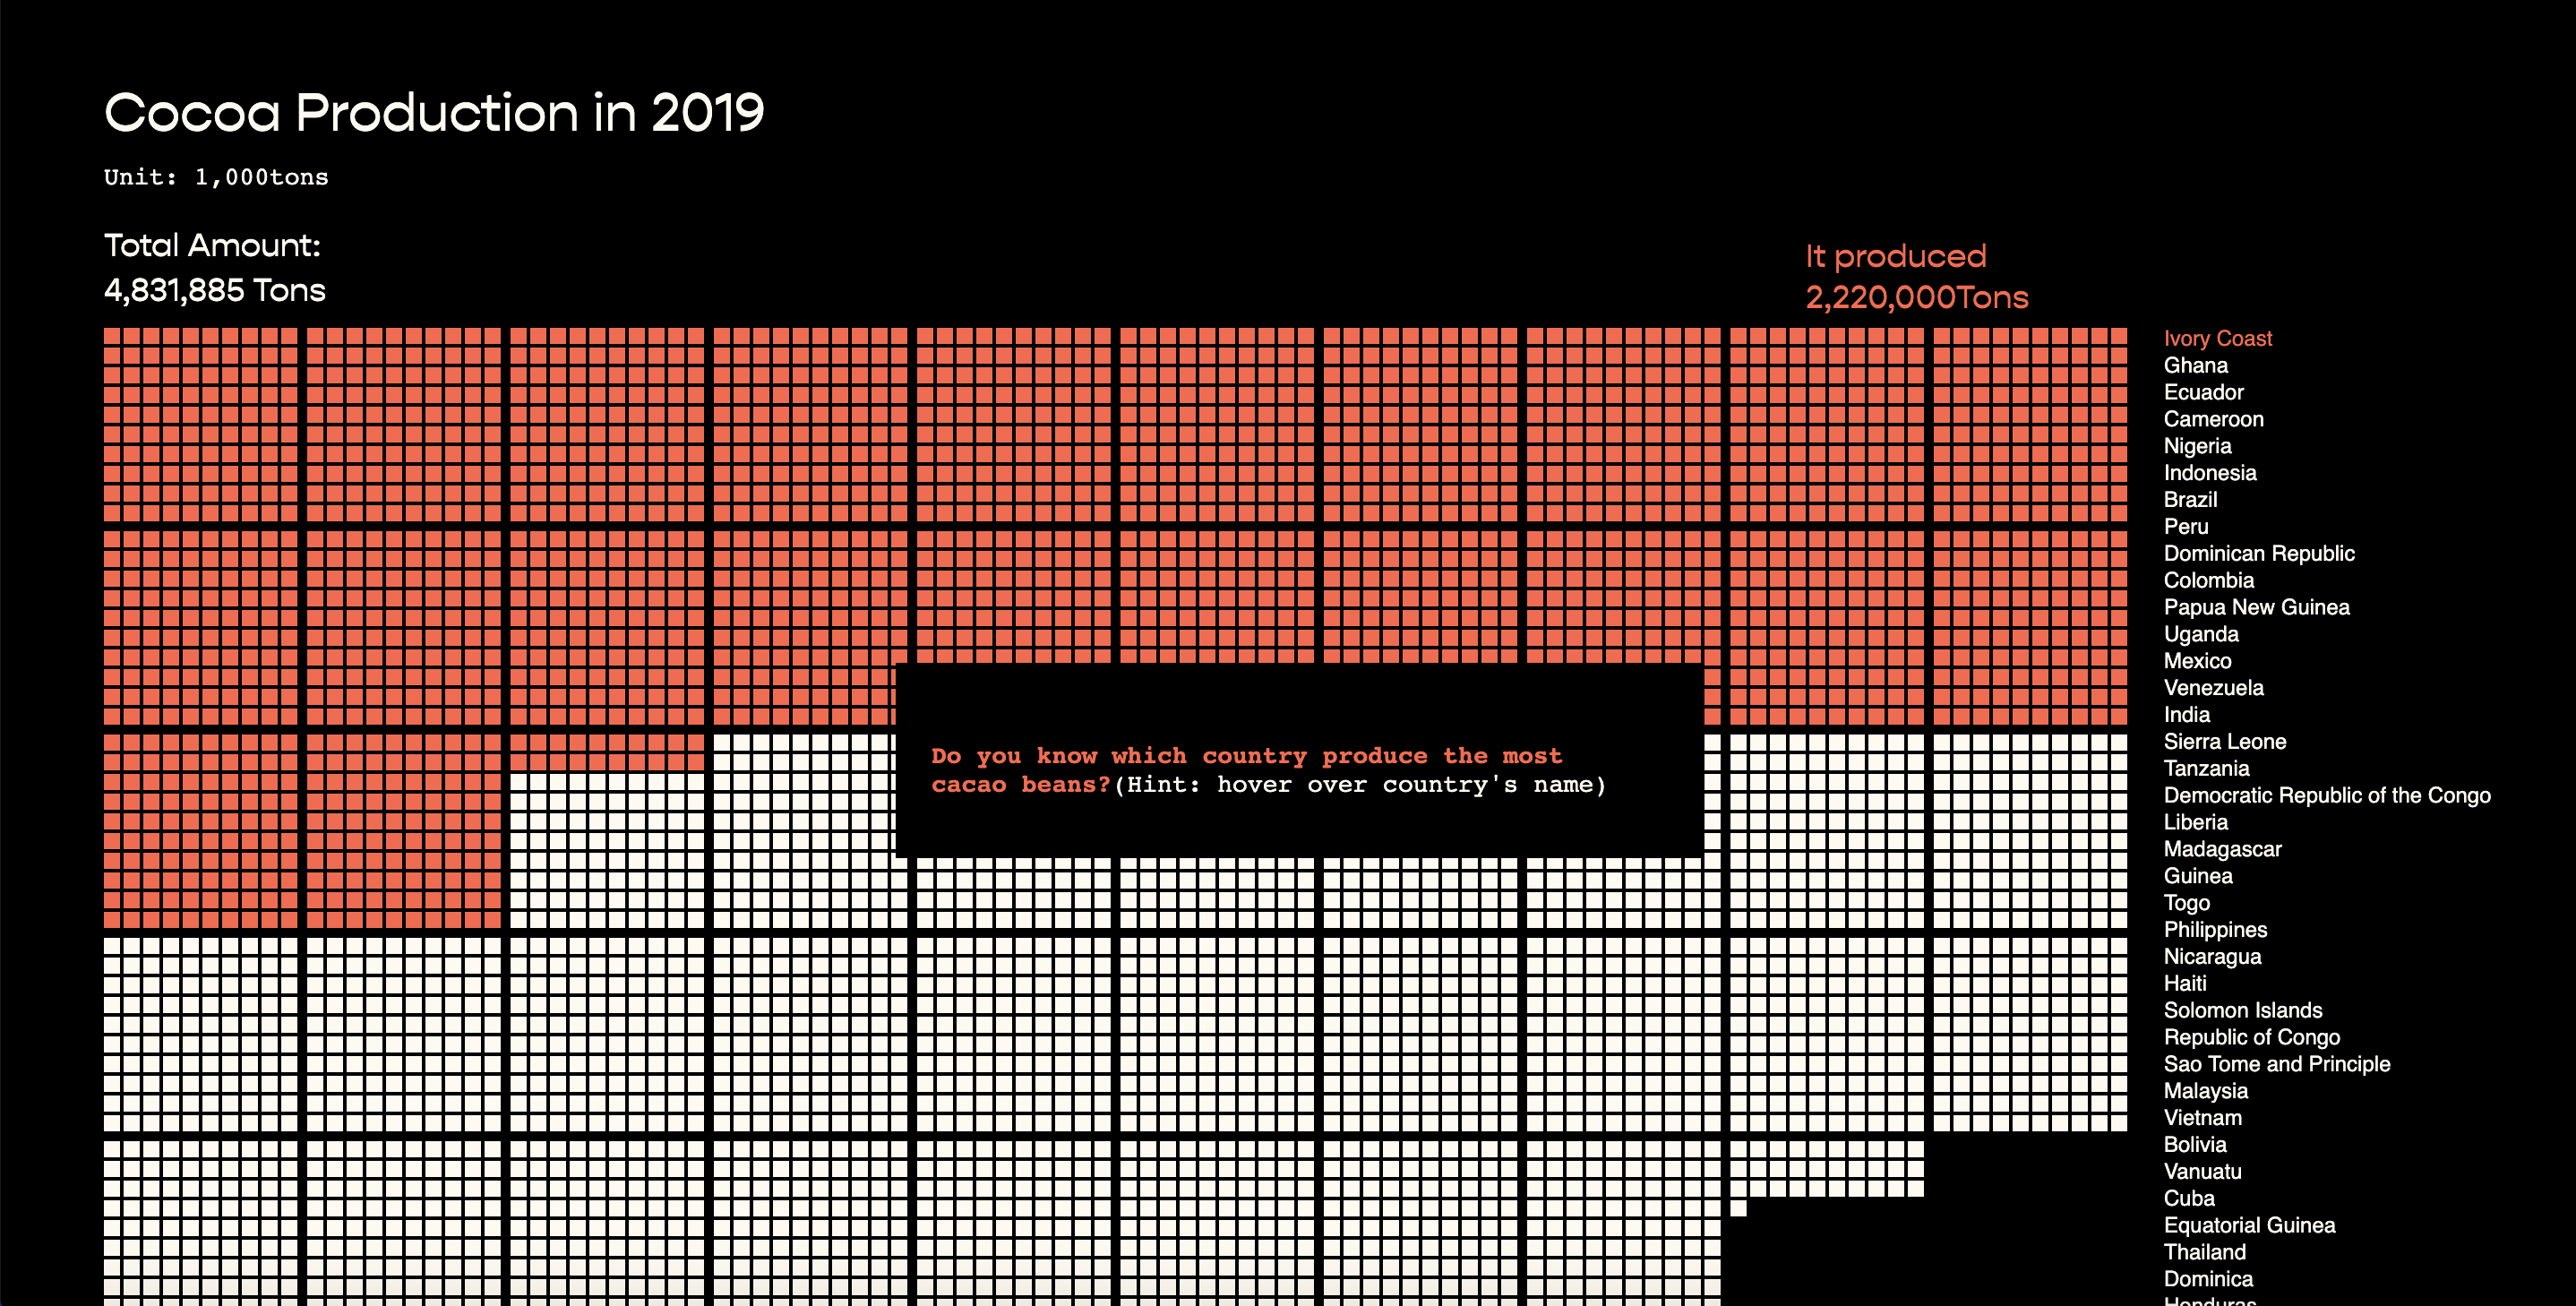 Cocoa Production in 2019
Unit: 1,000tons
Total Amount:
4,831,885 Tons
It produced
2,220,000Tons
Do you know which country produce the most
cacao beans?(Hint: hover over country's name)
Ivory Coast
Ghana
Ecuador
Cameroon
Nigeria
Indonesia
Brazil
Peru
Dominican Republic
Colombia
Papua New Guinea
Uganda
Mexico
Venezuela
India
Sierra Leone
Tanzania
Democratic Republic of the Congo
Liberia
Madagascar
Guinea
Togo
Philippines
Nicaragua
Haiti
Solomon Islands
Republic of Congo
Sao Tome and Principle
Malaysia
Vietnam
Bolivia
Vanuatu
Cuba
Equatorial Guinea
Thailand
Dominica
Honduras